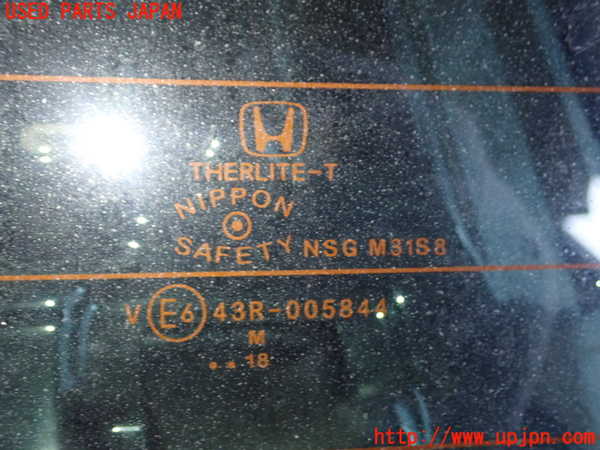 USED PARTS JAPAN
THERLITE-T
NIPPON
SAFETY NSG M31S8
V E6 43R-005844
M
.. 18
http://www.upjpn.com/